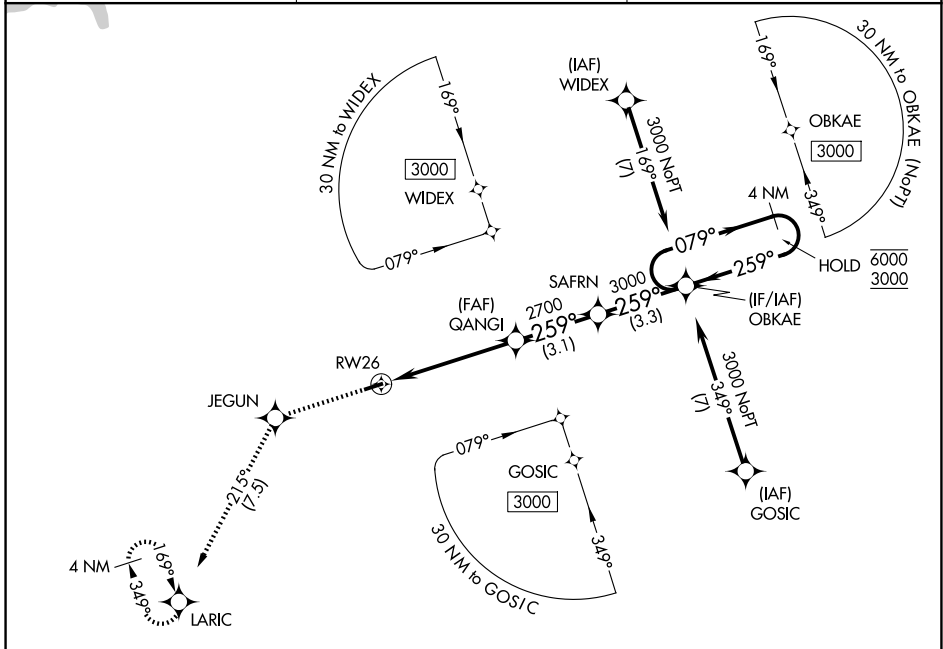 30 NM to WIDEX
169°
3000
WIDEX
079°
(IAF)
WIDEX
3000 NoPT
169°
(7)
30 NM to OBKAE (NoPT)
169°
OBKAE
3000
349°
4 NM
079°
259°
HOLD
6000
3000
(IF/IAF)
OBKAE
SAFRN
3000
259°
(3.3)
(FAF)
QANGI
2700
259°
(3.1)
RW26
JEGUN
215°
(7.5)
3000 NoPT
349°
(7)
(IAF)
GOSIC
079°
GOSIC
3000
349°
30 NM to GOSIC
4 NM
169°
349°
LARIC